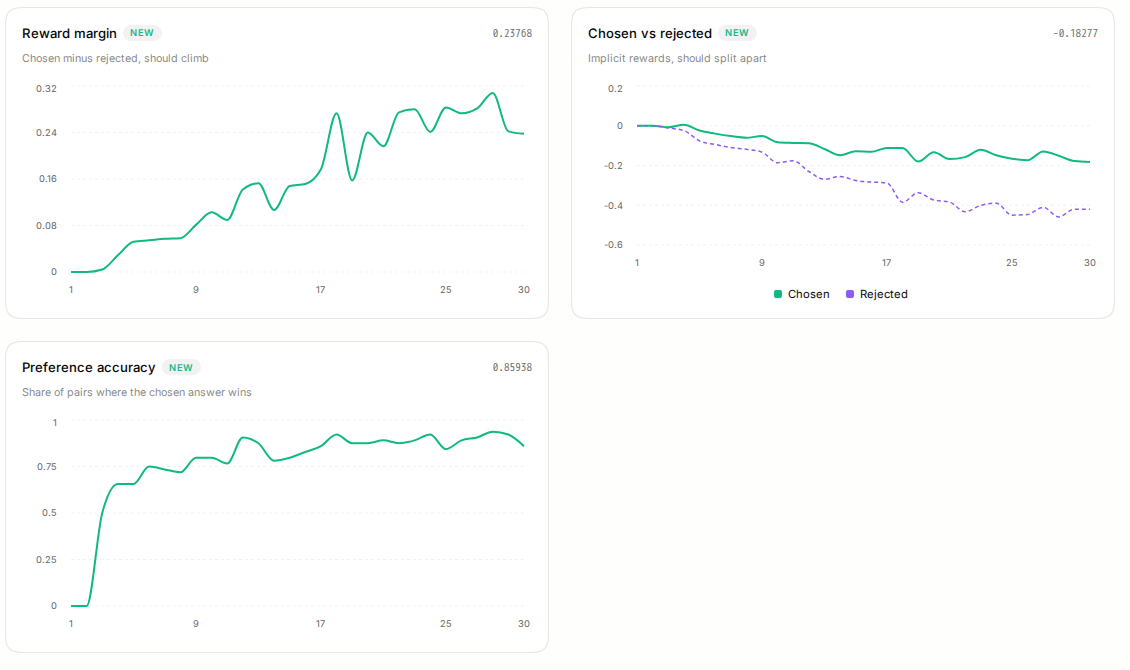 Reward margin NEW 0.23768
Chosen minus rejected, should climb
0.32
0.24
0.16
0.08
0
1 9 17 25 30
Chosen vs rejected NEW -0.18277
Implicit rewards, should split apart
0.2
0
-0.2
-0.4
-0.6
1 9 17 25 30
Chosen Rejected
Preference accuracy NEW 0.85938
Share of pairs where the chosen answer wins
1
0.75
0.5
0.25
0
1 9 17 25 30